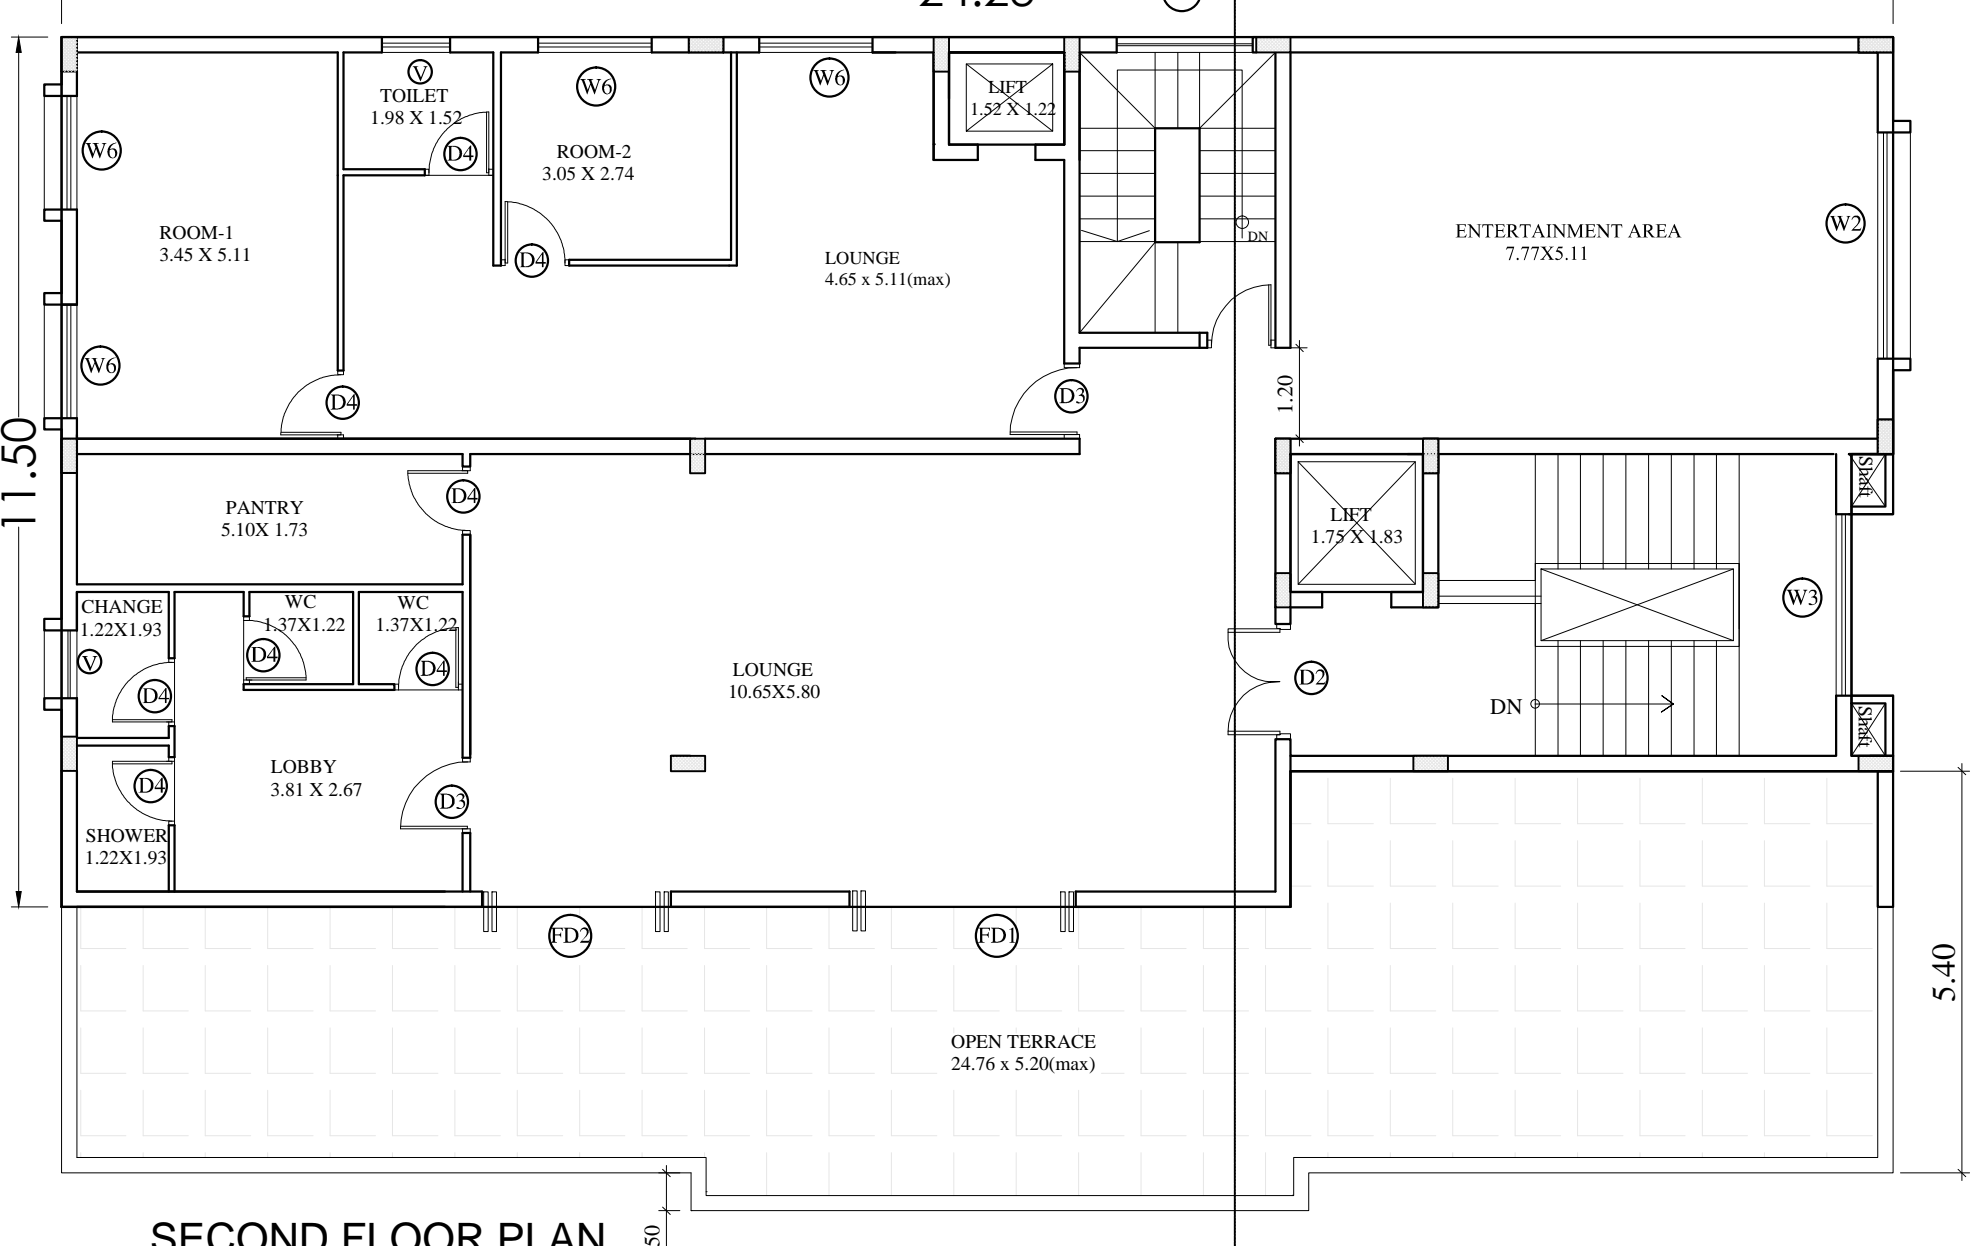 V
TOILET
1.98 X 1.52
D4
W6
ROOM-2
3.05 X 2.74
D4
W6
LIFT
1.52 X 1.22
W6
ROOM-1
3.45 X 5.11
W6
D4
LOUNGE
4.65 x 5.11(max)
D3
DN
1.20
ENTERTAINMENT AREA
7.77X5.11
W2
11.50
PANTRY
5.10X 1.73
D4
LIFT
1.75 X 1.83
Shaft
CHANGE
1.22X1.93
V
D4
WC
1.37X1.22
D4
WC
1.37X1.22
D4
LOUNGE
10.65X5.80
D2
DN
W3
Shaft
LOBBY
3.81 X 2.67
D3
D4
SHOWER
1.22X1.93
FD2
FD1
OPEN TERRACE
24.76 x 5.20(max)
5.40
SECOND FLOOR PLAN